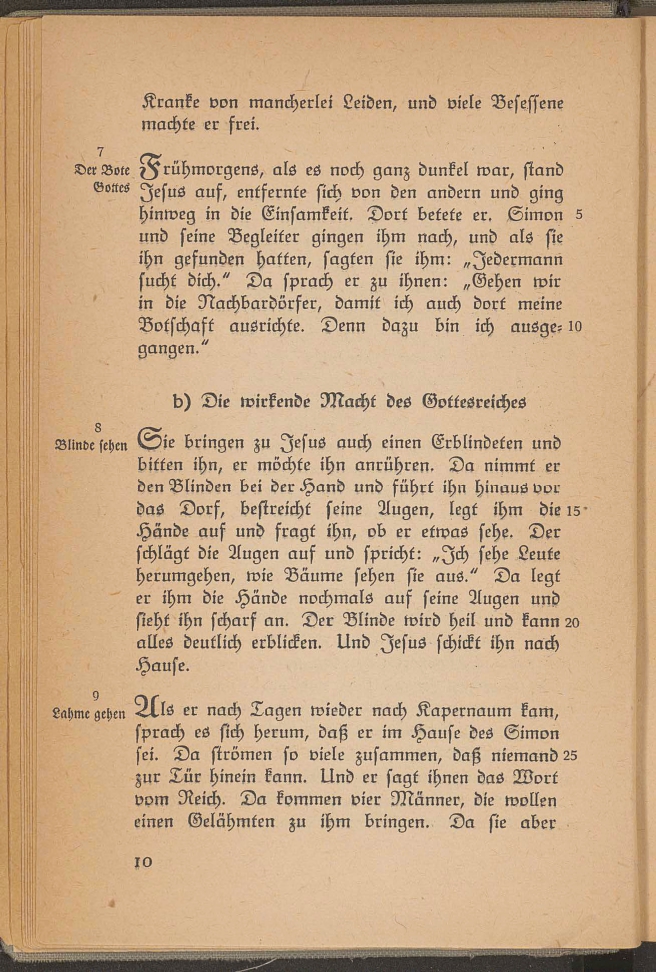 Kranke von mancherlei Leiden, und viele Besessene
machte er frei.
7
Der Bote
Gottes
Frühmorgens, als es noch ganz dunkel war, stand
Jesus auf, entfernte sich von den andern und ging
hinweg in die Einsamkeit. Dort betete er. Simon 5
und seine Begleiter gingen ihm nach, und als sie
ihn gefunden hatten, sagten sie ihm: „Jedermann
sucht dich.“ Da sprach er zu ihnen: „Gehen wir
in die Nachbardörfer, damit ich auch dort meine
Botschaft ausrichte. Denn dazu bin ich ausge- 10
gangen.“
b) Die wirkende Macht des Gottesreiches
8
Blinde sehen
Sie bringen zu Jesus auch einen Erblindeten und
bitten ihn, er möchte ihn anrühren. Da nimmt er
den Blinden bei der Hand und führt ihn hinaus vor
das Dorf, bestreicht seine Augen, legt ihm die 15
Hände auf und fragt ihn, ob er etwas sehe. Der
schlägt die Augen auf und spricht: „Ich sehe Leute
herumgehen, wie Bäume sehen sie aus.“ Da legt
er ihm die Hände nochmals auf seine Augen und
sieht ihn scharf an. Der Blinde wird heil und kann 20
alles deutlich erblicken. Und Jesus schickt ihn nach
Hause.
9
Lahme gehen
Als er nach Tagen wieder nach Kapernaum kam,
sprach es sich herum, daß er im Hause des Simon
sei. Da strömen so viele zusammen, daß niemand 25
zur Tür hinein kann. Und er sagt ihnen das Wort
vom Reich. Da kommen vier Männer, die wollen
einen Gelähmten zu ihm bringen. Da sie aber
10